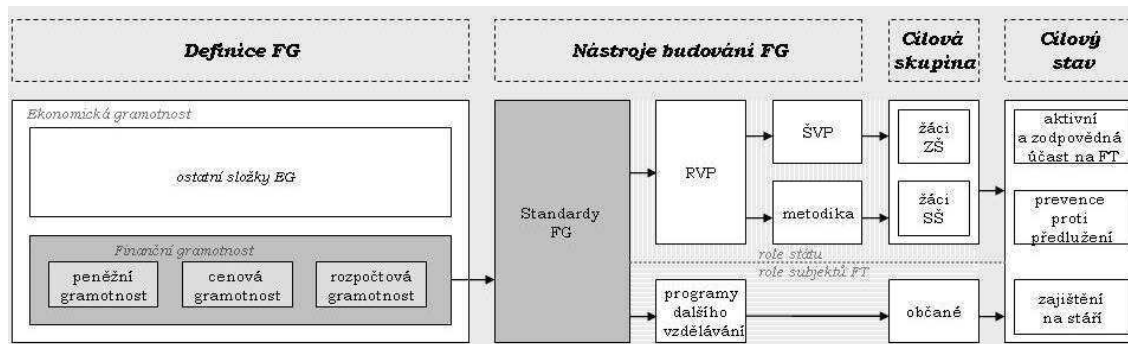 Definice FG
Nástroje budování FG
Cílová
skupina
Cílový
stav
Ekonomická gramotnost
ostatní složky EG
Finanční gramotnost
peněžní
gramotnost
cenová
gramotnost
rozpočtová
gramotnost
Standardy
FG
RVP
ŠVP
metodika
role státu
role subjektů FT
programy
dalšího
vzdělávání
žáci
ZŠ
žáci
SŠ
občané
aktivní
a zodpovědná
účast na FT
prevence
proti
předlužení
zajištění
na stáří